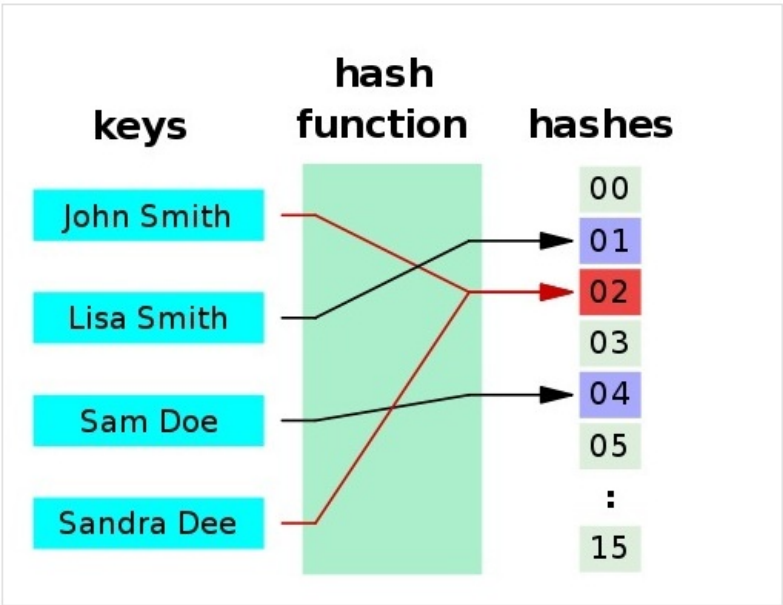 keys
hash
function
hashes
John Smith
Lisa Smith
Sam Doe
Sandra Dee
00
01
02
03
04
05
:
15